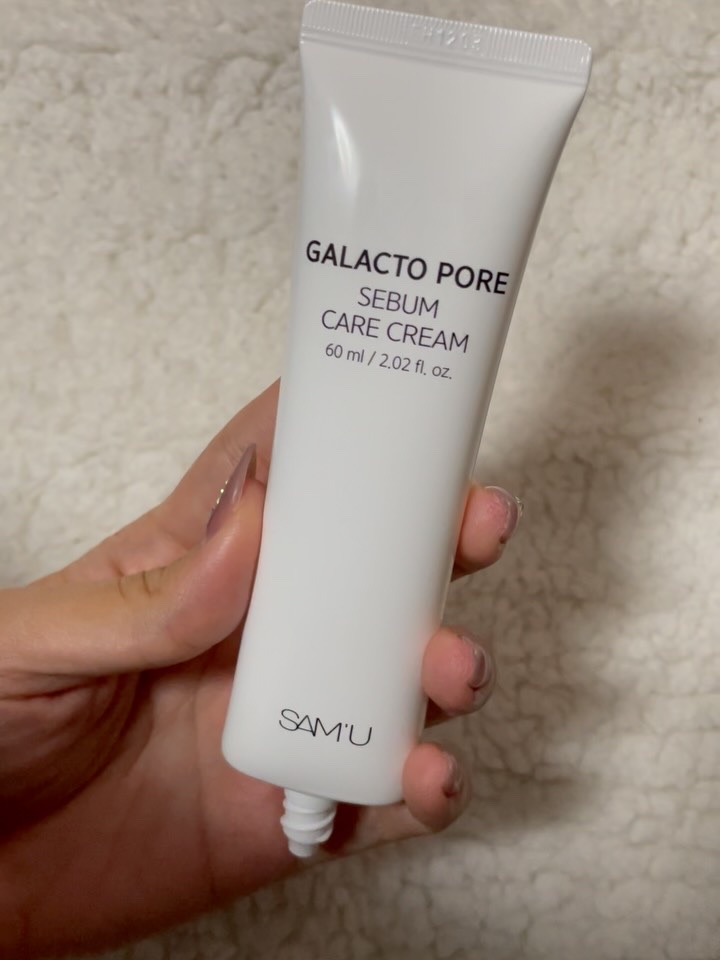 GALACTO PORE
SEBUM
CARE CREAM
60 ml / 2.02 fl. oz.
SAM'U